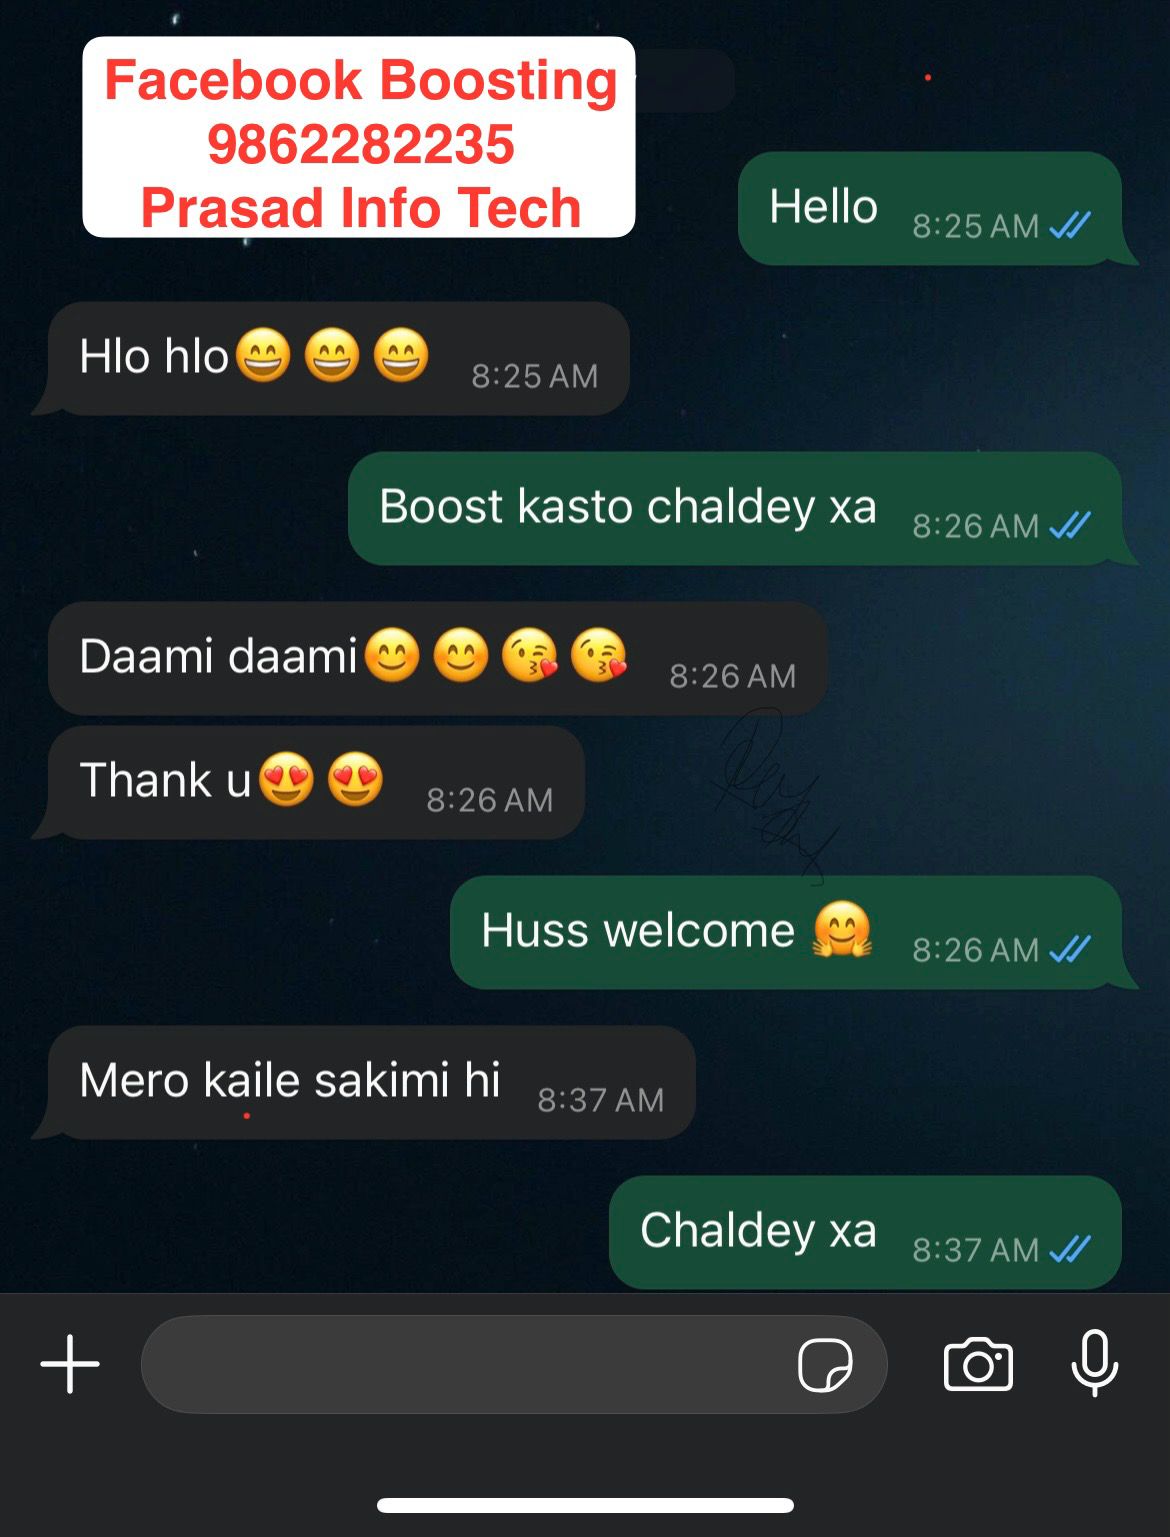 Facebook Boosting
9862282235
Prasad Info Tech
Hello 8:25 AM
Hlo hlo😄😄😄 8:25 AM
Boost kasto chaldey xa 8:26 AM
Daami daami😊😊😘😘 8:26 AM
Thank u😍😍 8:26 AM
Huss welcome 🤗 8:26 AM
Mero kaile sakimi hi 8:37 AM
Chaldey xa 8:37 AM